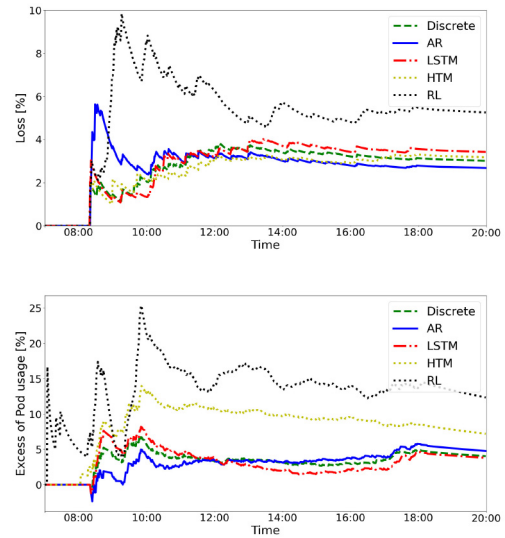 10
8
6
4
2
0
Loss [%]
Discrete
AR
LSTM
HTM
RL
08:00 10:00 12:00 14:00 16:00 18:00 20:00
Time
25
20
15
10
5
0
Excess of Pod usage [%]
Discrete
AR
LSTM
HTM
RL
08:00 10:00 12:00 14:00 16:00 18:00 20:00
Time